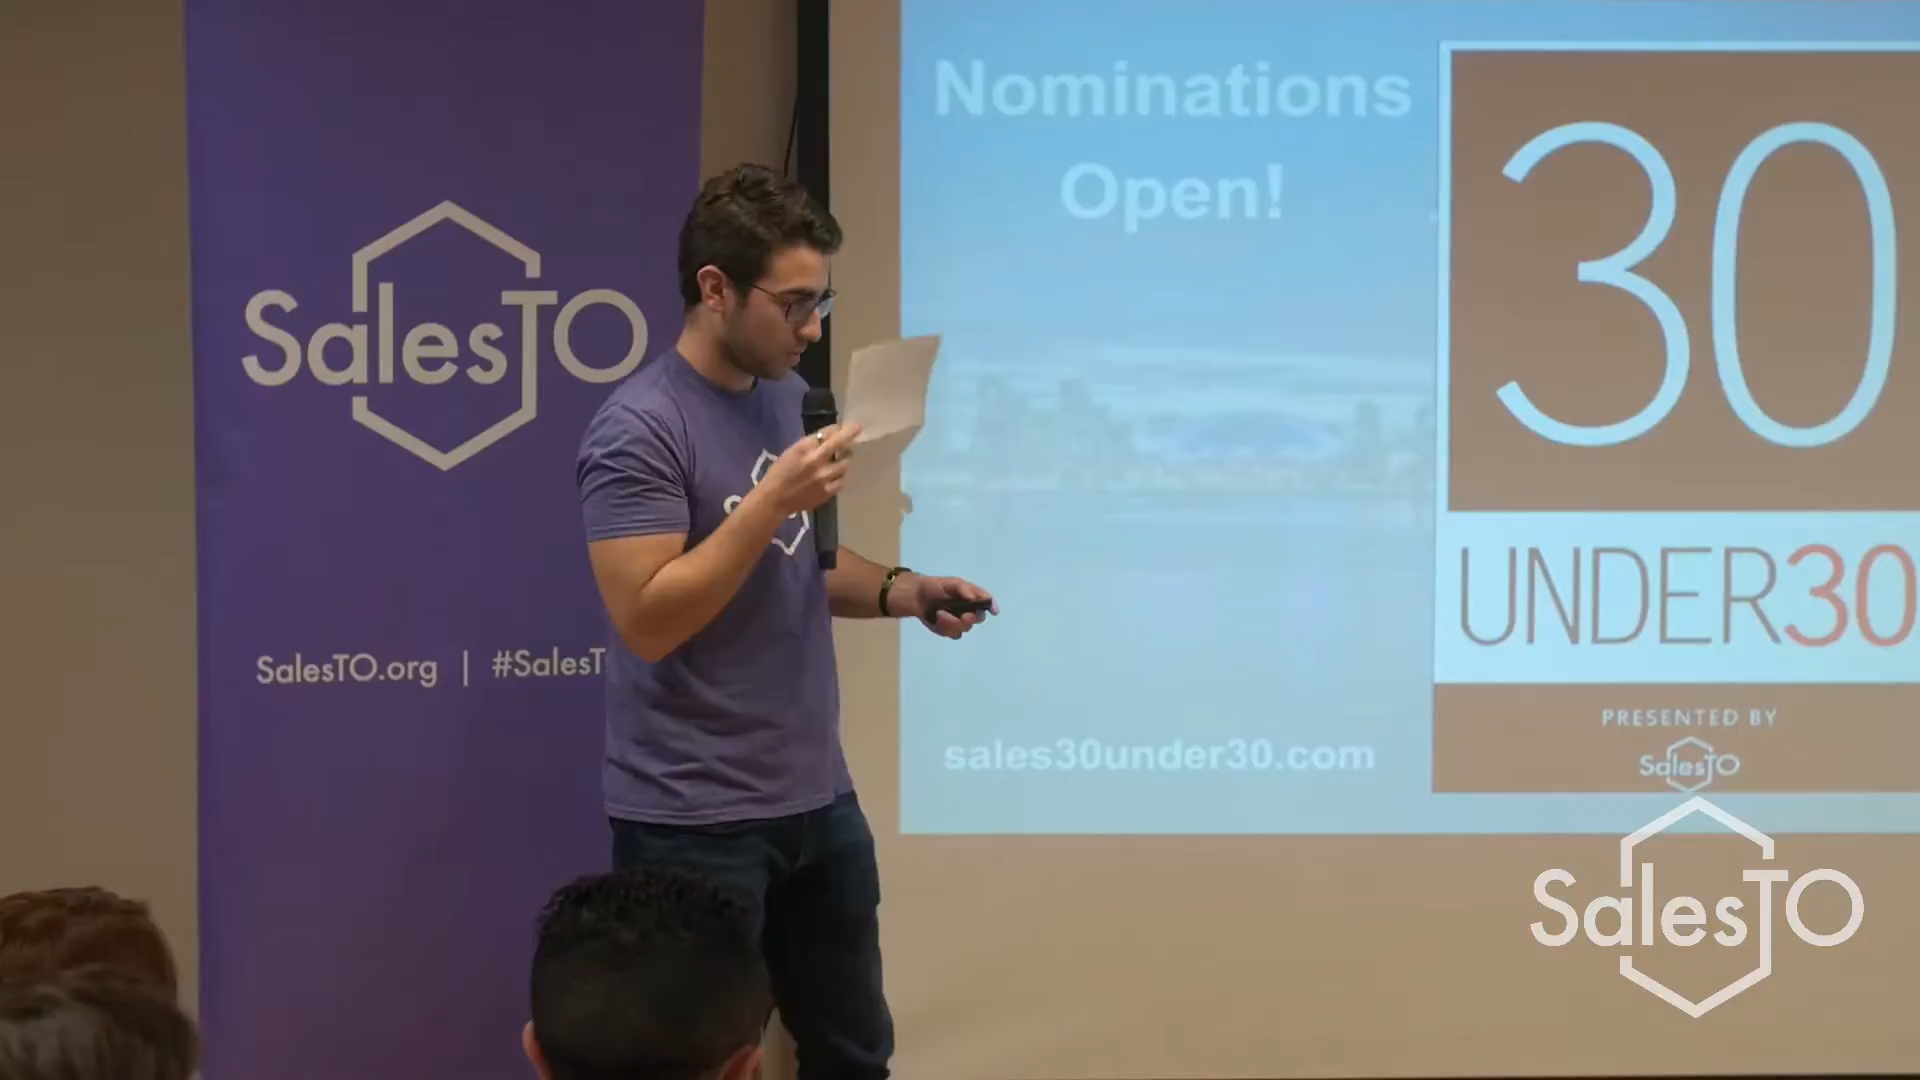 SalesTO
SalesTO.org | #SalesT
Nominations
Open!
sales30under30.com
30
UNDER30
PRESENTED BY
SalesTO
SalesTO